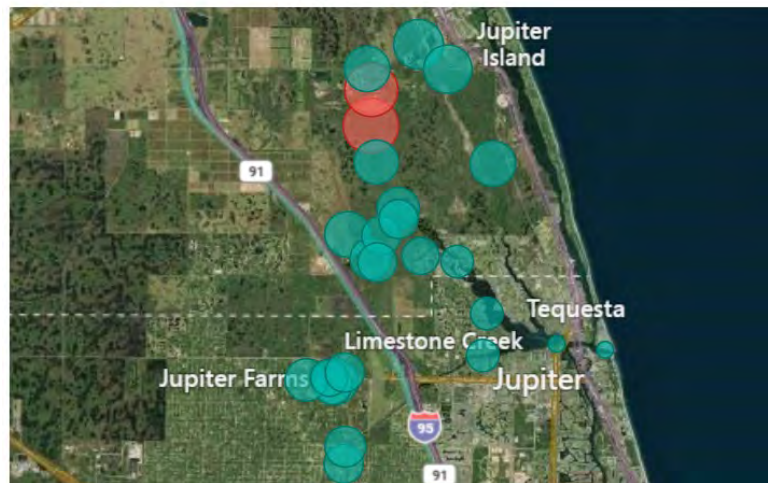 Jupiter
Island
91
Tequesta
Limestone Creek
Jupiter Farms
Jupiter
95
91